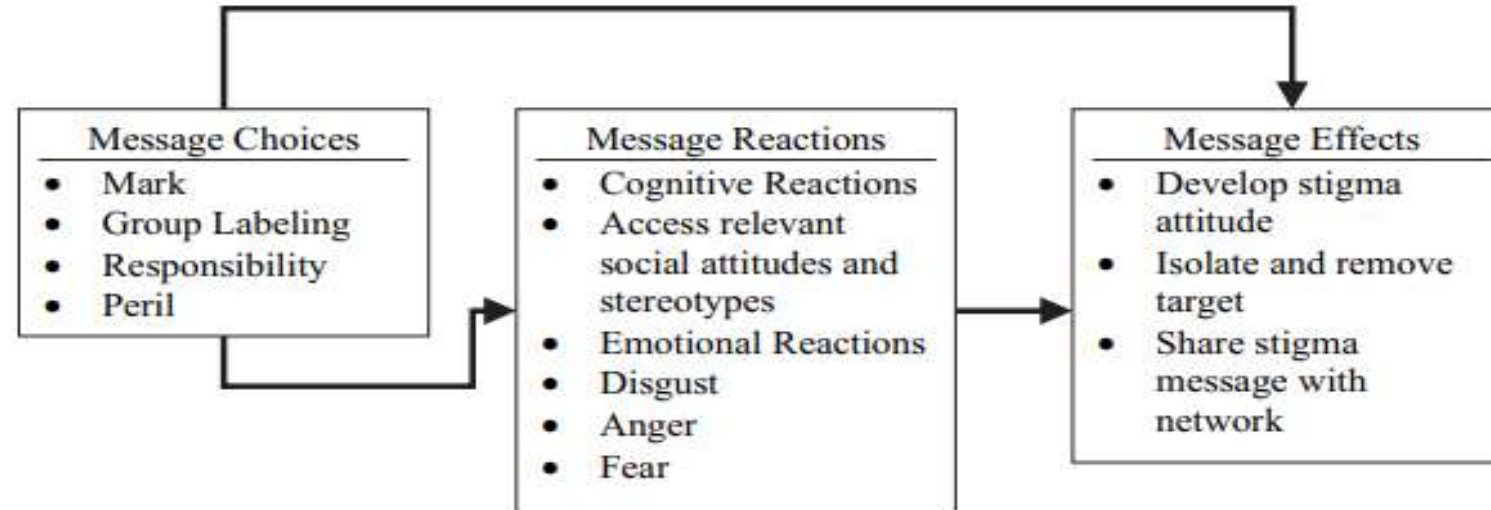 Message Choices
• Mark
• Group Labeling
• Responsibility
• Peril
Message Reactions
• Cognitive Reactions
• Access relevant
social attitudes and
stereotypes
• Emotional Reactions
• Disgust
• Anger
• Fear
Message Effects
• Develop stigma
attitude
• Isolate and remove
target
• Share stigma
message with
network